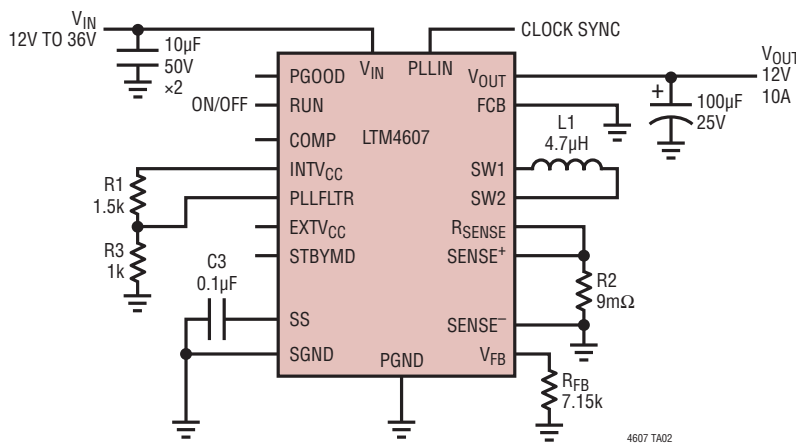 VIN
12V TO 36V
10µF
50V
×2
CLOCK SYNC
VOUT
12V
10A
ON/OFF
PGOOD
VIN
PLLIN
VOUT
RUN
FCB
+
100µF
25V
COMP
LTM4607
L1
4.7µH
INTVCC
SW1
R1
1.5k
PLLFLTR
SW2
EXTVCC
RSENSE
R3
1k
STBYMD
SENSE+
C3
0.1µF
R2
9mΩ
SS
SENSE–
SGND
PGND
VFB
RFB
7.15k
4607 TA02